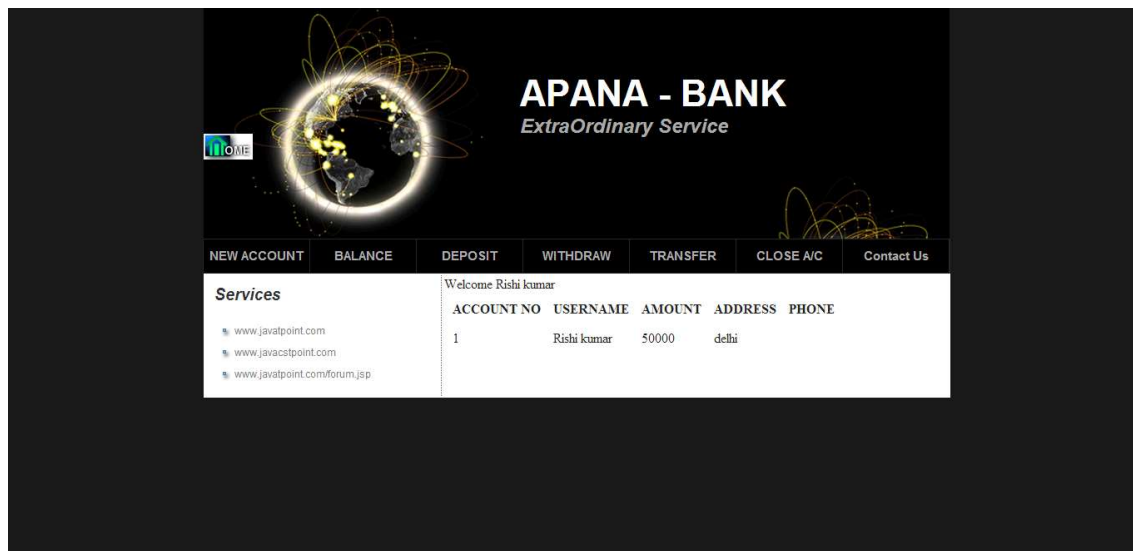 APANA - BANK
ExtraOrdinary Service
HOME
NEW ACCOUNT BALANCE DEPOSIT WITHDRAW TRANSFER CLOSE A/C Contact Us
Services
www.javatpoint.com
www.javacstpoint.com
www.javatpoint.com/forum.jsp
Welcome Rishi kumar
ACCOUNT NO USERNAME AMOUNT ADDRESS PHONE
1 Rishi kumar 50000 delhi